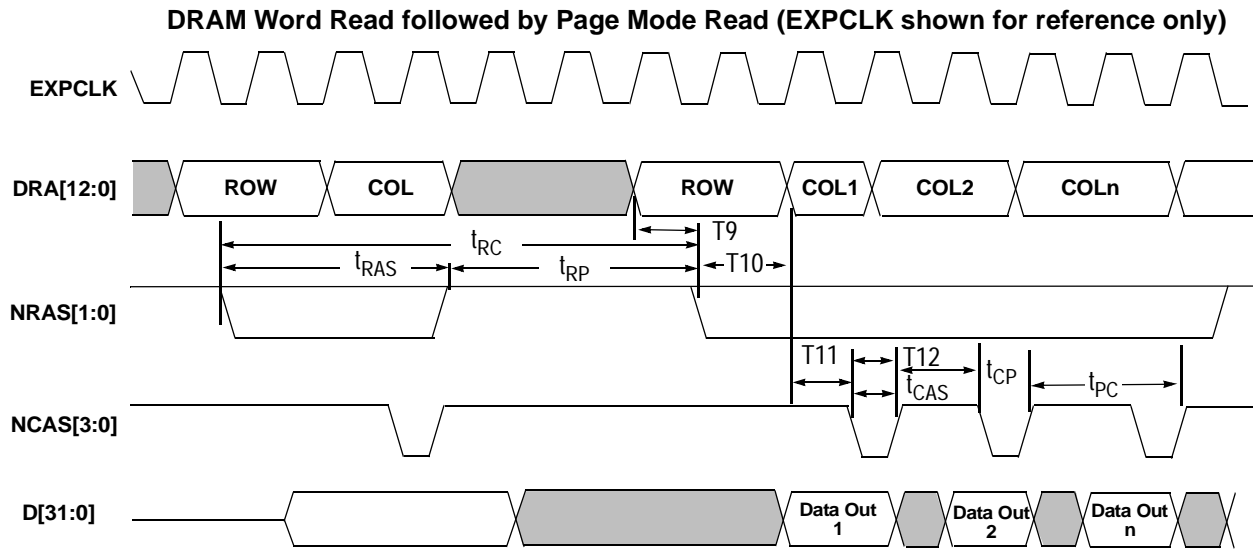 DRAM Word Read followed by Page Mode Read (EXPCLK shown for reference only)
EXPCLK
DRA[12:0]
ROW
COL
ROW
COL1
COL2
COLn
T9
tRC
tRAS
tRP
T10
NRAS[1:0]
T11
T12
tCAS
tCP
tPC
NCAS[3:0]
D[31:0]
Data Out
1
Data Out
2
Data Out
n